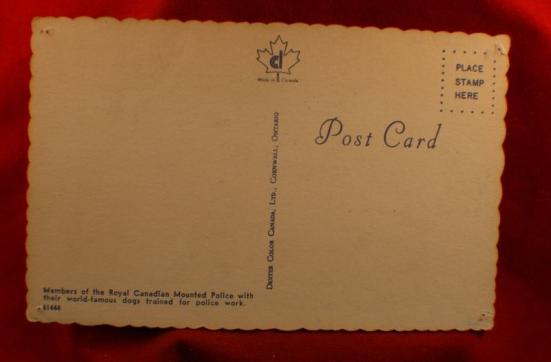 dc
Made in Canada
PLACE
STAMP
HERE
Post Card
DEXTER COLOR CANADA, LTD., CORNWALL, ONTARIO
Members of the Royal Canadian Mounted Police with
their world-famous dogs trained for police work.
61444